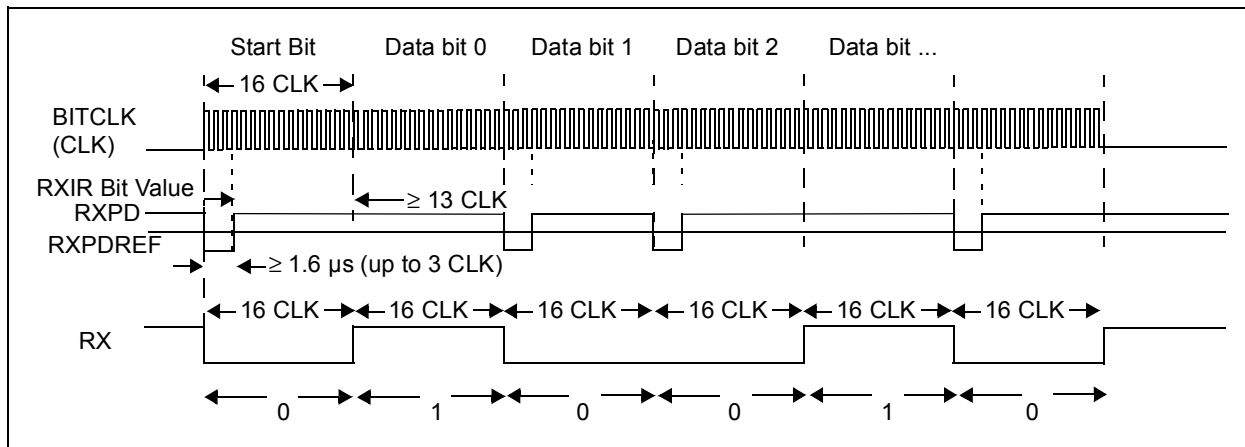 Start Bit Data bit 0 Data bit 1 Data bit 2 Data bit ...
16 CLK
BITCLK
(CLK)
RXIR Bit Value
≥ 13 CLK
RXPD
RXPDREF
≥ 1.6 µs (up to 3 CLK)
16 CLK 16 CLK 16 CLK 16 CLK 16 CLK 16 CLK
RX
0 1 0 0 1 0